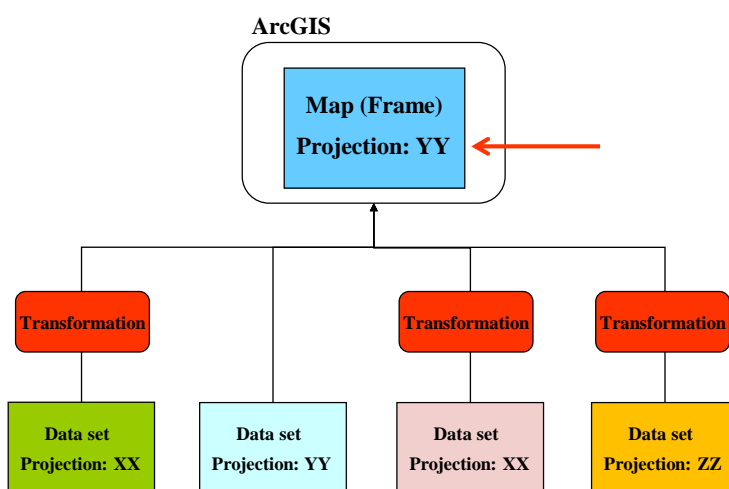 ArcGIS
Map (Frame)
Projection: YY
Transformation
Transformation
Transformation
Data set
Projection: XX
Data set
Projection: YY
Data set
Projection: XX
Data set
Projection: ZZ